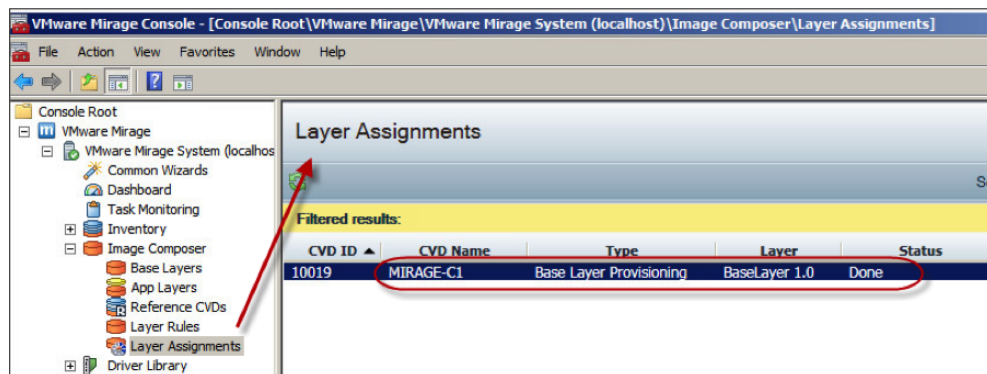 VMware Mirage Console - [Console Root\VMware Mirage\VMware Mirage System (localhost)\Image Composer\Layer Assignments]
File Action View Favorites Window Help
Console Root
VMware Mirage
VMware Mirage System (localhos
Common Wizards
Dashboard
Task Monitoring
Inventory
Image Composer
Base Layers
App Layers
Reference CVDs
Layer Rules
Layer Assignments
Driver Library
Layer Assignments
S
Filtered results:
CVD ID CVD Name Type Layer Status
10019 MIRAGE-C1 Base Layer Provisioning BaseLayer 1.0 Done